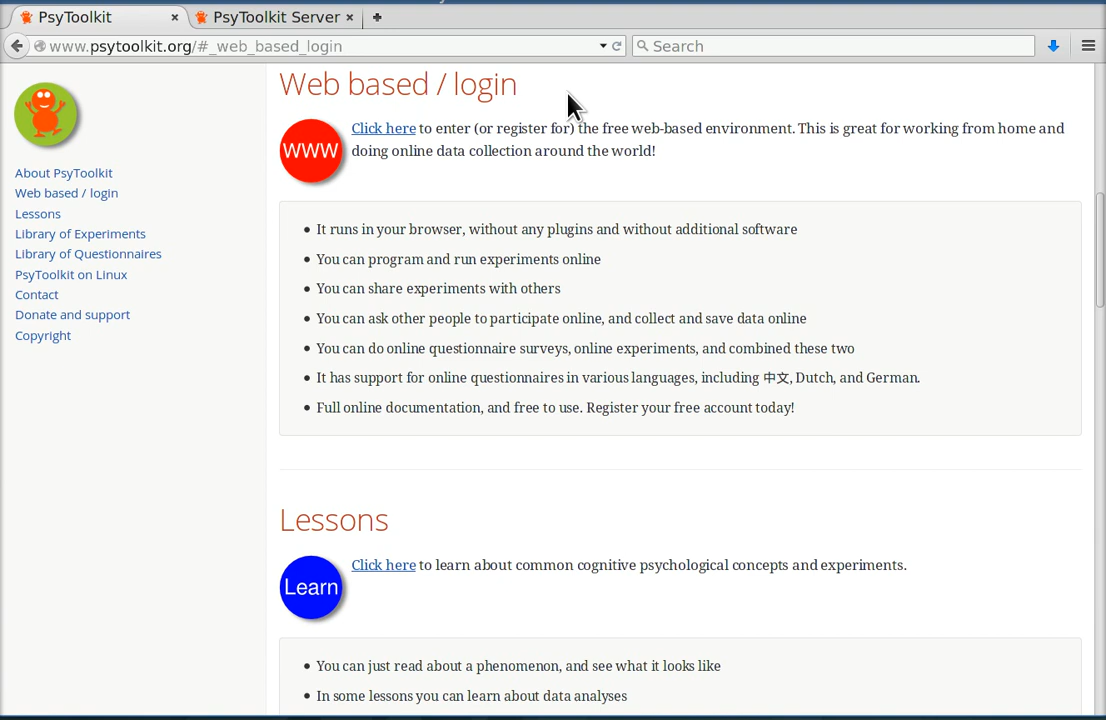 PsyToolkit
PsyToolkit Server
www.psytoolkit.org/#_web_based_login
Search
About PsyToolkit
Web based / login
Lessons
Library of Experiments
Library of Questionnaires
PsyToolkit on Linux
Contact
Donate and support
Copyright
Web based / login
WWW
Click here to enter (or register for) the free web-based environment. This is great for working from home and
doing online data collection around the world!
• It runs in your browser, without any plugins and without additional software
• You can program and run experiments online
• You can share experiments with others
• You can ask other people to participate online, and collect and save data online
• You can do online questionnaire surveys, online experiments, and combined these two
• It has support for online questionnaires in various languages, including 中文, Dutch, and German.
• Full online documentation, and free to use. Register your free account today!
Lessons
Learn
Click here to learn about common cognitive psychological concepts and experiments.
• You can just read about a phenomenon, and see what it looks like
• In some lessons you can learn about data analyses